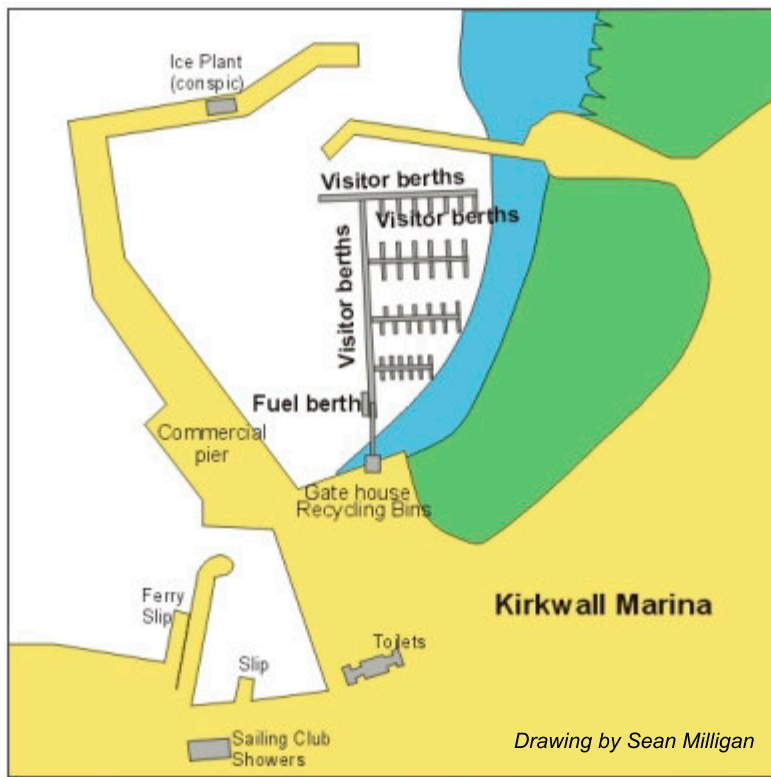 Ice Plant
(conspic)
Visitor berths
Visitor berths
Visitor berths
Fuel berth
Commercial
pier
Gate house
Recycling Bins
Ferry
Slip
Kirkwall Marina
Toilets
Slip
Sailing Club
Showers
Drawing by Sean Milligan